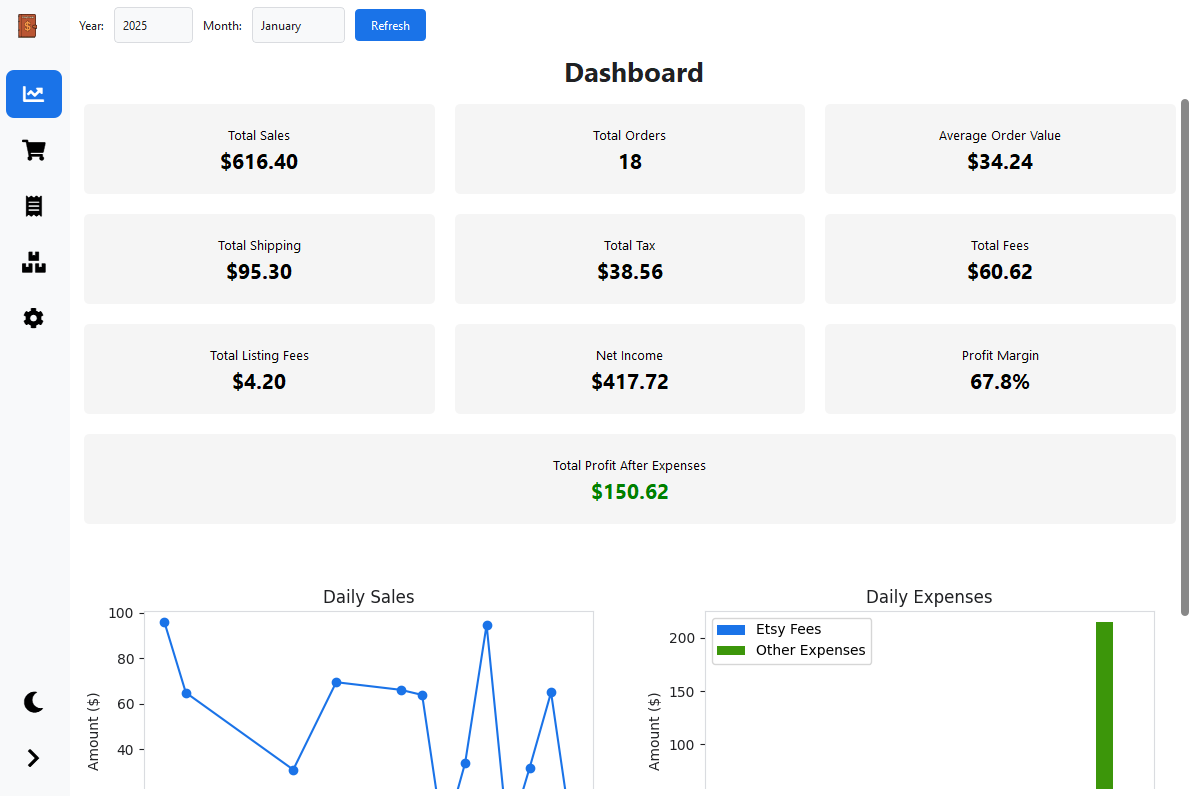 Year:
2025
Month:
January
Refresh
Dashboard
Total Sales
$616.40
Total Orders
18
Average Order Value
$34.24
Total Shipping
$95.30
Total Tax
$38.56
Total Fees
$60.62
Total Listing Fees
$4.20
Net Income
$417.72
Profit Margin
67.8%
Total Profit After Expenses
$150.62
Daily Sales
100
80
60
40
Amount ($)
Daily Expenses
Etsy Fees
Other Expenses
200
150
100
Amount ($)